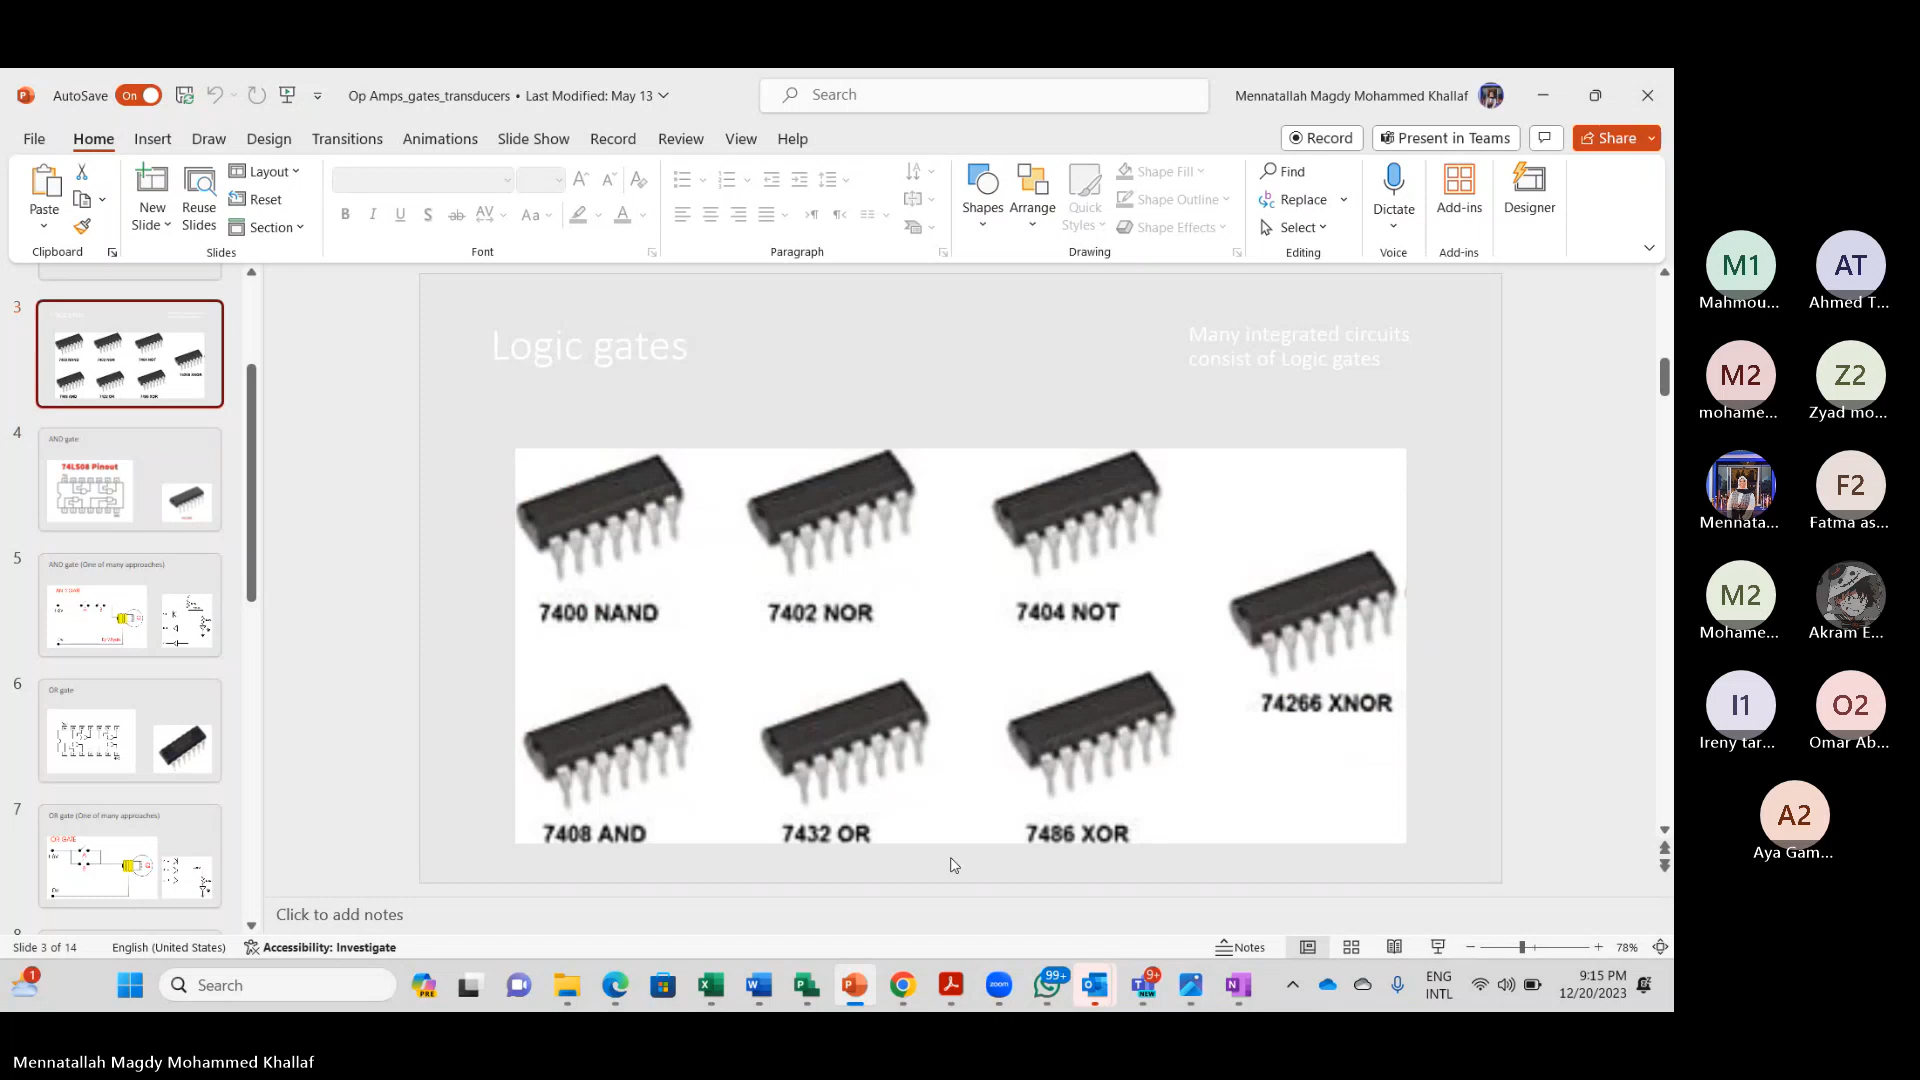 AutoSave On Op Amps_gates_transducers • Last Modified: May 13 Search Mennatallah Magdy Mohammed Khallaf
File Home Insert Draw Design Transitions Animations Slide Show Record Review View Help Record Present in Teams Share
Paste New Slide Reuse Slides Layout Reset Section Shapes Arrange Quick Styles Shape Fill Shape Outline Shape Effects Find Replace Select Dictate Add-ins Designer
Clipboard Slides Font Paragraph Drawing Editing Voice Add-ins
3
4
AND gate
74LS08 Pinout
5
AND gate (One of many approaches)
6
OR gate
7
OR gate (One of many approaches)
OR GATE
Logic gates
Many integrated circuits
consist of Logic gates
7400 NAND 7402 NOR 7404 NOT
74266 XNOR
7408 AND 7432 OR 7486 XOR
Click to add notes
Slide 3 of 14 English (United States) Accessibility: Investigate Notes 78%
1 Search PRE zoom 99+ 9+ NEW ENG INTL 9:15 PM 12/20/2023
M1 AT
Mahmou... Ahmed T...
M2 Z2
mohame... Zyad mo...
F2
Mennata... Fatma as...
M2
Mohame... Akram E...
I1 O2
Ireny tar... Omar Ab...
A2
Aya Gam...
Mennatallah Magdy Mohammed Khallaf